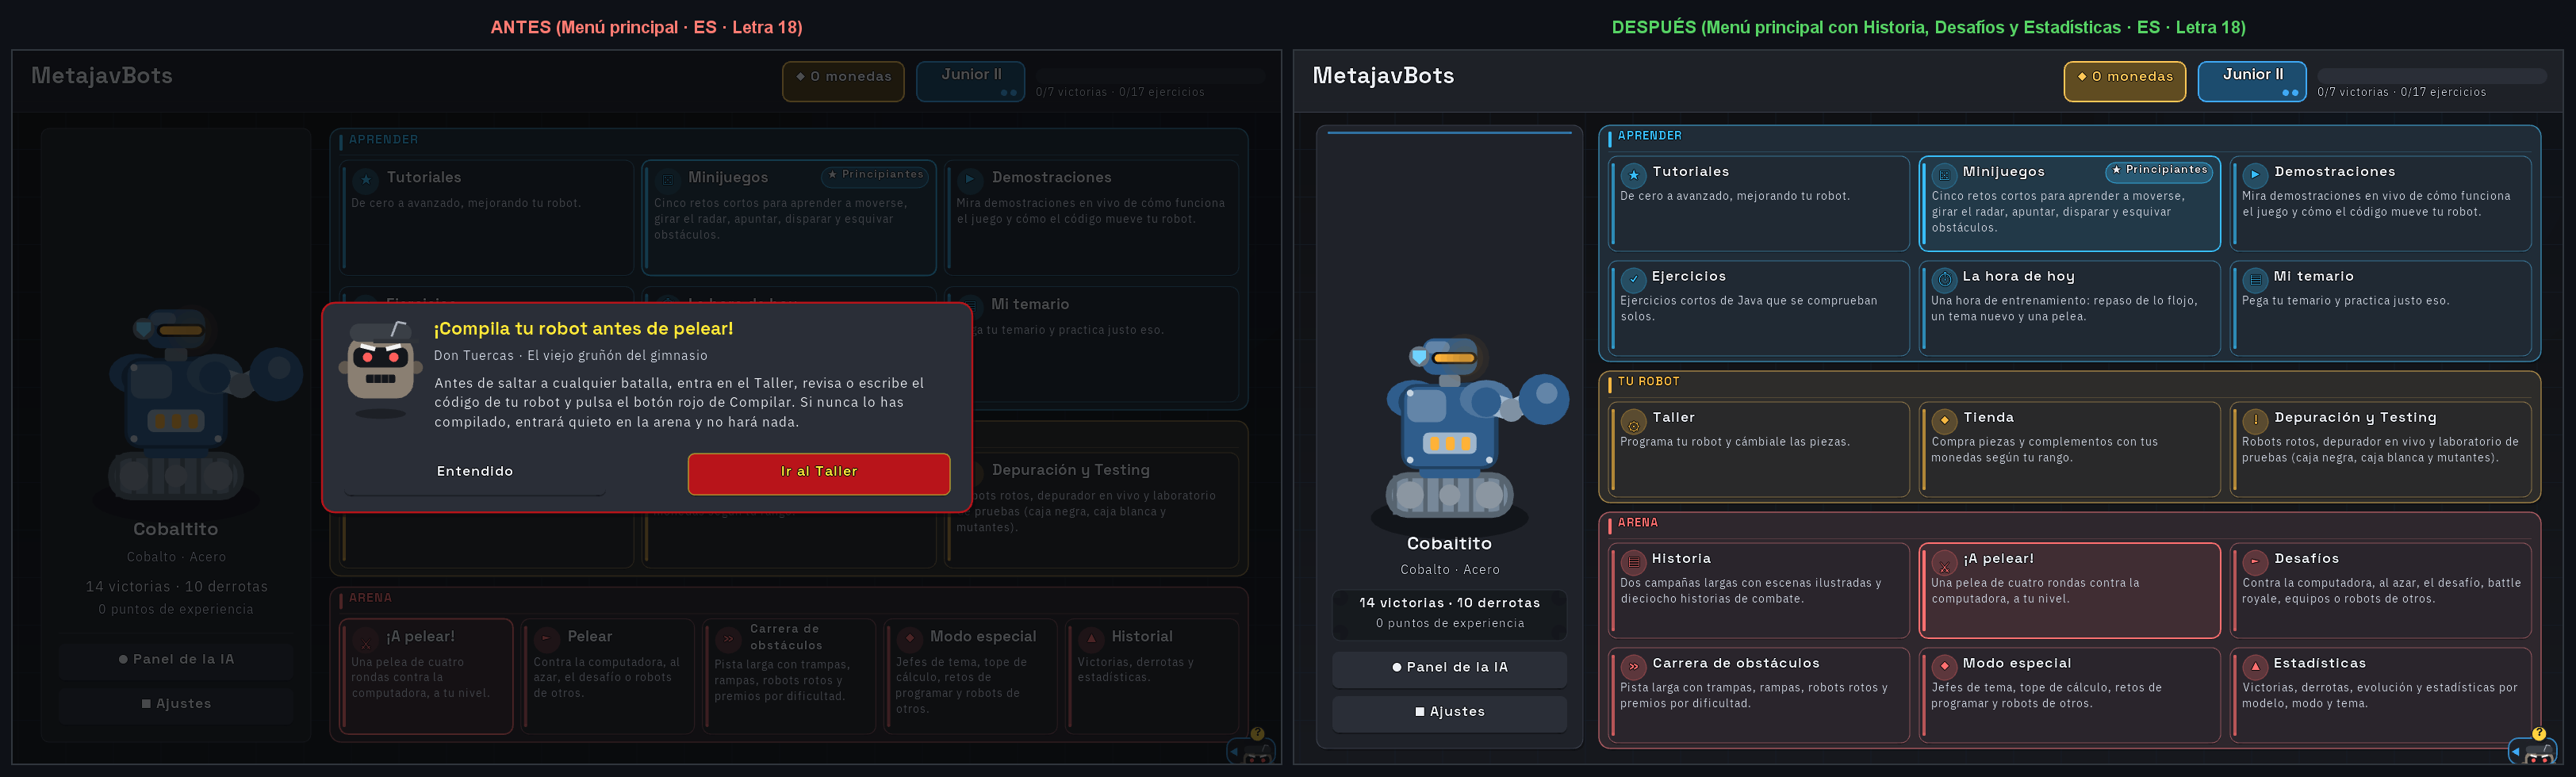 ANTES (Menú principal · ES · Letra 18)
MetajavBots
◆ 0 monedas
Junior II
0/7 victorias · 0/17 ejercicios
APRENDER
Tutoriales
De cero a avanzado, mejorando tu robot.
Minijuegos
★ Principiantes
Cinco retos cortos para aprender a moverse,
girar el radar, apuntar, disparar y esquivar
obstáculos.
Demostraciones
Mira demostraciones en vivo de cómo funciona
el juego y cómo el código mueve tu robot.
Mi temario
tu temario y practica justo eso.
¡Compila tu robot antes de pelear!
Don Tuercas · El viejo gruñón del gimnasio
Antes de saltar a cualquier batalla, entra en el Taller, revisa o escribe el
código de tu robot y pulsa el botón rojo de Compilar. Si nunca lo has
compilado, entrará quieto en la arena y no hará nada.
Entendido
Ir al Taller
Depuración y Testing
rotos, depurador en vivo y laboratorio
pruebas (caja negra, caja blanca y
mutantes).
Cobaltito
Cobalto · Acero
14 victorias · 10 derrotas
0 puntos de experiencia
● Panel de la IA
■ Ajustes
ARENA
¡A pelear!
Una pelea de cuatro
rondas contra la
computadora, a tu nivel.
Pelear
Contra la computadora, al
azar, el desafío o robots
de otros.
Carrera de
obstáculos
Pista larga con trampas,
rampas, robots rotos y
premios por dificultad.
Modo especial
Jefes de tema, tope de
cálculo, retos de
programar y robots de
otros.
Historial
Victorias, derrotas y
estadísticas.
?
DESPUÉS (Menú principal con Historia, Desafíos y Estadísticas · ES · Letra 18)
MetajavBots
◆ 0 monedas
Junior II
0/7 victorias · 0/17 ejercicios
APRENDER
Tutoriales
De cero a avanzado, mejorando tu robot.
Minijuegos
★ Principiantes
Cinco retos cortos para aprender a moverse,
girar el radar, apuntar, disparar y esquivar
obstáculos.
Demostraciones
Mira demostraciones en vivo de cómo funciona
el juego y cómo el código mueve tu robot.
Ejercicios
Ejercicios cortos de Java que se comprueban
solos.
La hora de hoy
Una hora de entrenamiento: repaso de lo flojo,
un tema nuevo y una pelea.
Mi temario
Pega tu temario y practica justo eso.
TU ROBOT
Taller
Programa tu robot y cámbiale las piezas.
Tienda
Compra piezas y complementos con tus
monedas según tu rango.
Depuración y Testing
Robots rotos, depurador en vivo y laboratorio de
pruebas (caja negra, caja blanca y mutantes).
Cobaltito
Cobalto · Acero
14 victorias · 10 derrotas
0 puntos de experiencia
● Panel de la IA
■ Ajustes
ARENA
Historia
Dos campañas largas con escenas ilustradas y
dieciocho historias de combate.
¡A pelear!
Una pelea de cuatro rondas contra la
computadora, a tu nivel.
Desafíos
Contra la computadora, al azar, el desafío, battle
royale, equipos o robots de otros.
Carrera de obstáculos
Pista larga con trampas, rampas, robots rotos y
premios por dificultad.
Modo especial
Jefes de tema, tope de cálculo, retos de
programar y robots de otros.
Estadísticas
Victorias, derrotas, evolución y estadísticas por
modelo, modo y tema.
?